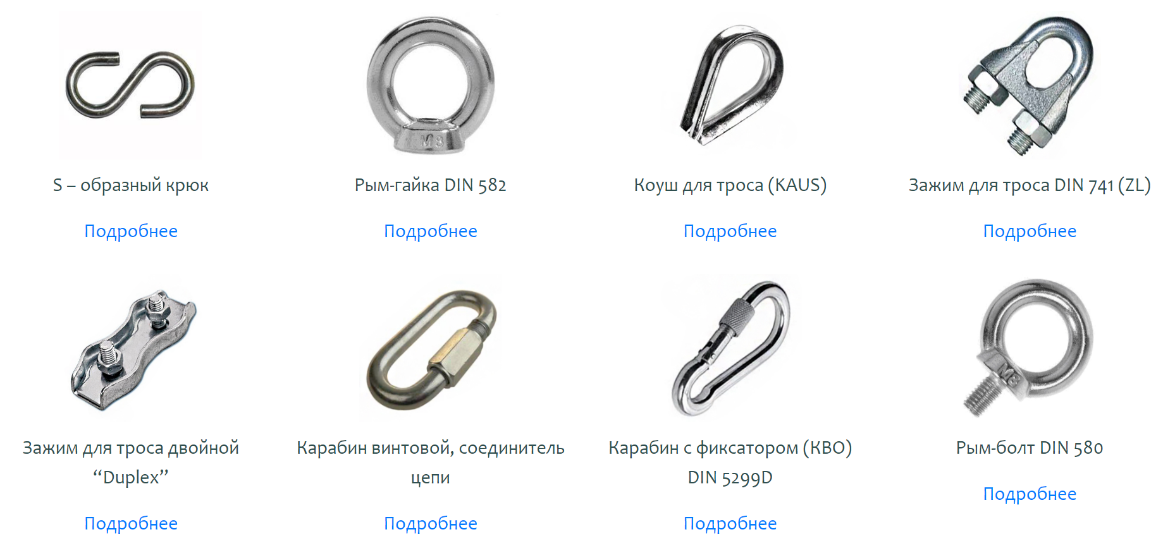 M8
S – образный крюк
Рым-гайка DIN 582
Коуш для троса (KAUS)
Зажим для троса DIN 741 (ZL)
Подробнее
Подробнее
Подробнее
Подробнее
M8
Зажим для троса двойной
“Duplex”
Карабин винтовой, соединитель
цепи
Карабин с фиксатором (КВО)
DIN 5299D
Рым-болт DIN 580
Подробнее
Подробнее
Подробнее
Подробнее